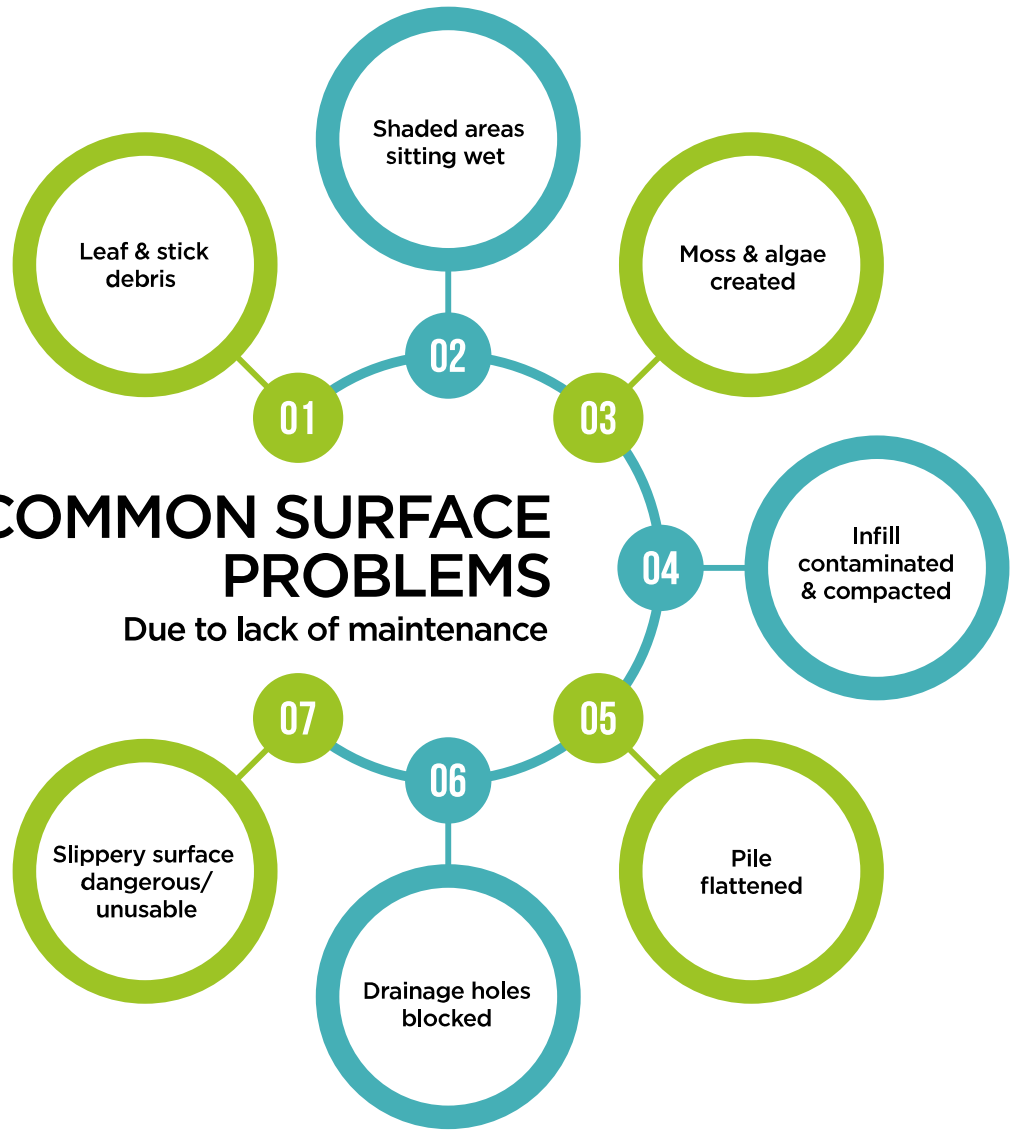 Shaded areas
sitting wet
Leaf & stick
debris
Moss & algae
created
02
01
03
COMMON SURFACE
PROBLEMS
Due to lack of maintenance
04
Infill
contaminated
& compacted
07
05
06
Slippery surface
dangerous/
unusable
Pile
flattened
Drainage holes
blocked